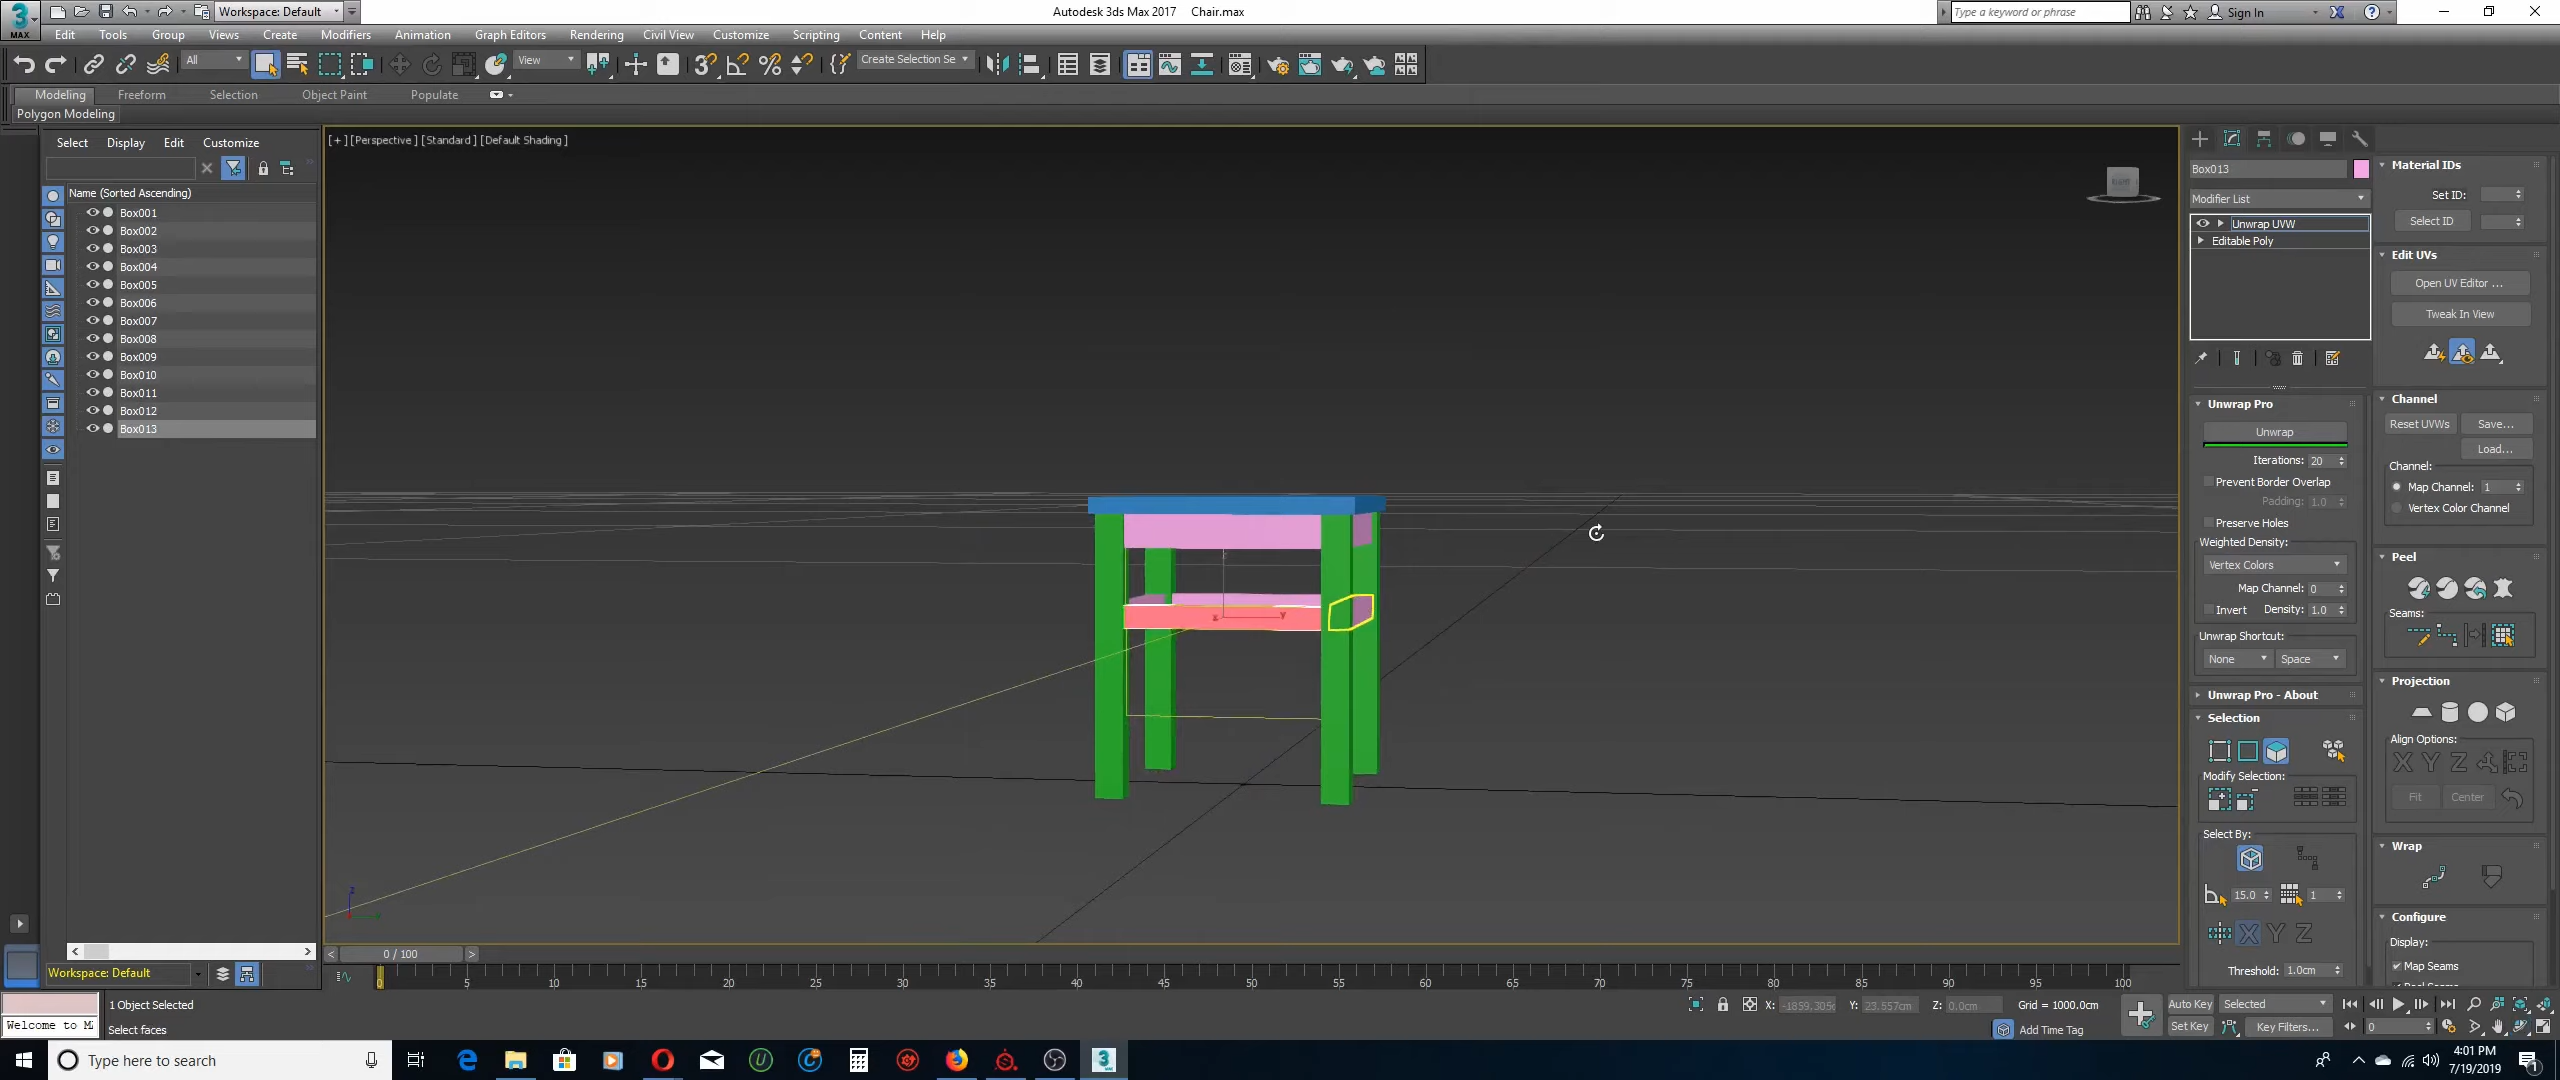 3
MAX
Workspace: Default
Autodesk 3ds Max 2017    Chair.max
Type a keyword or phrase
Sign In
Edit Tools Group Views Create Modifiers Animation Graph Editors Rendering Civil View Customize Scripting Content Help
All
View
Create Selection Se
Modeling Freeform Selection Object Paint Populate
Polygon Modeling
Select Display Edit Customize
Name (Sorted Ascending)
Box001
Box002
Box003
Box004
Box005
Box006
Box007
Box008
Box009
Box010
Box011
Box012
Box013
[+] [Perspective] [Standard] [Default Shading]
Box013
Modifier List
Unwrap UVW
Editable Poly
Unwrap Pro
Unwrap
Iterations: 20
Prevent Border Overlap
Padding: 1.0
Preserve Holes
Weighted Density:
Vertex Colors
Map Channel: 0
Invert Density: 1.0
Unwrap Shortcut:
None Space
Unwrap Pro - About
Selection
Modify Selection:
Select By:
15.0 1
X Y Z
Threshold: 1.0cm
Material IDs
Set ID:
Select ID
Edit UVs
Open UV Editor ...
Tweak In View
Channel
Reset UVWs Save...
Load...
Channel:
Map Channel: 1
Vertex Color Channel
Peel
Seams:
Projection
Align Options:
X Y Z
Fit Center
Wrap
Configure
Display:
Map Seams
z
x y
z
0 / 100
Workspace: Default
0 5 10 15 20 25 30 35 40 45 50 55 60 65 70 75 80 85 90 95 100
1 Object Selected
Welcome to M
Select faces
X: -1859.305c Y: 23.557cm Z: 0.0cm Grid = 1000.0cm
Add Time Tag
Auto Key Selected
Set Key Key Filters... 0
Type here to search
4:01 PM
7/19/2019